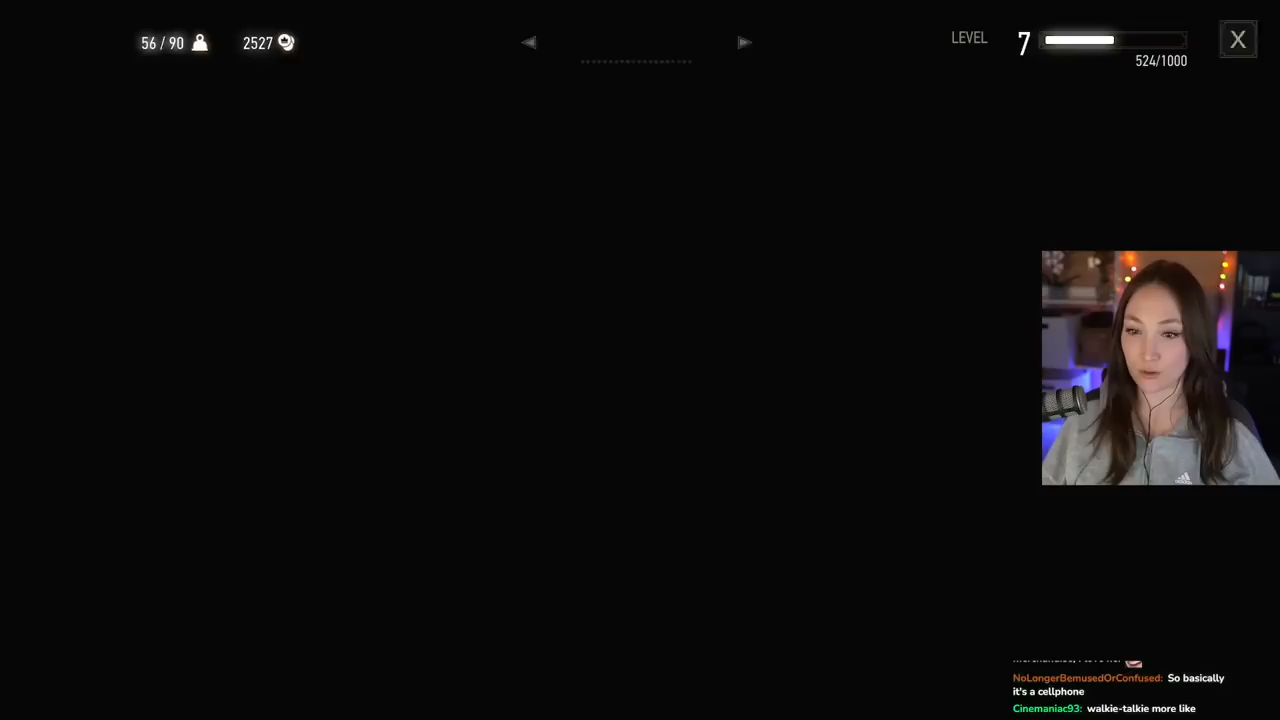 56 / 90
2527
LEVEL 7
524/1000
X
NoLongerBemusedOrConfused: So basically
it's a cellphone
Cinemaniac93: walkie-talkie more like